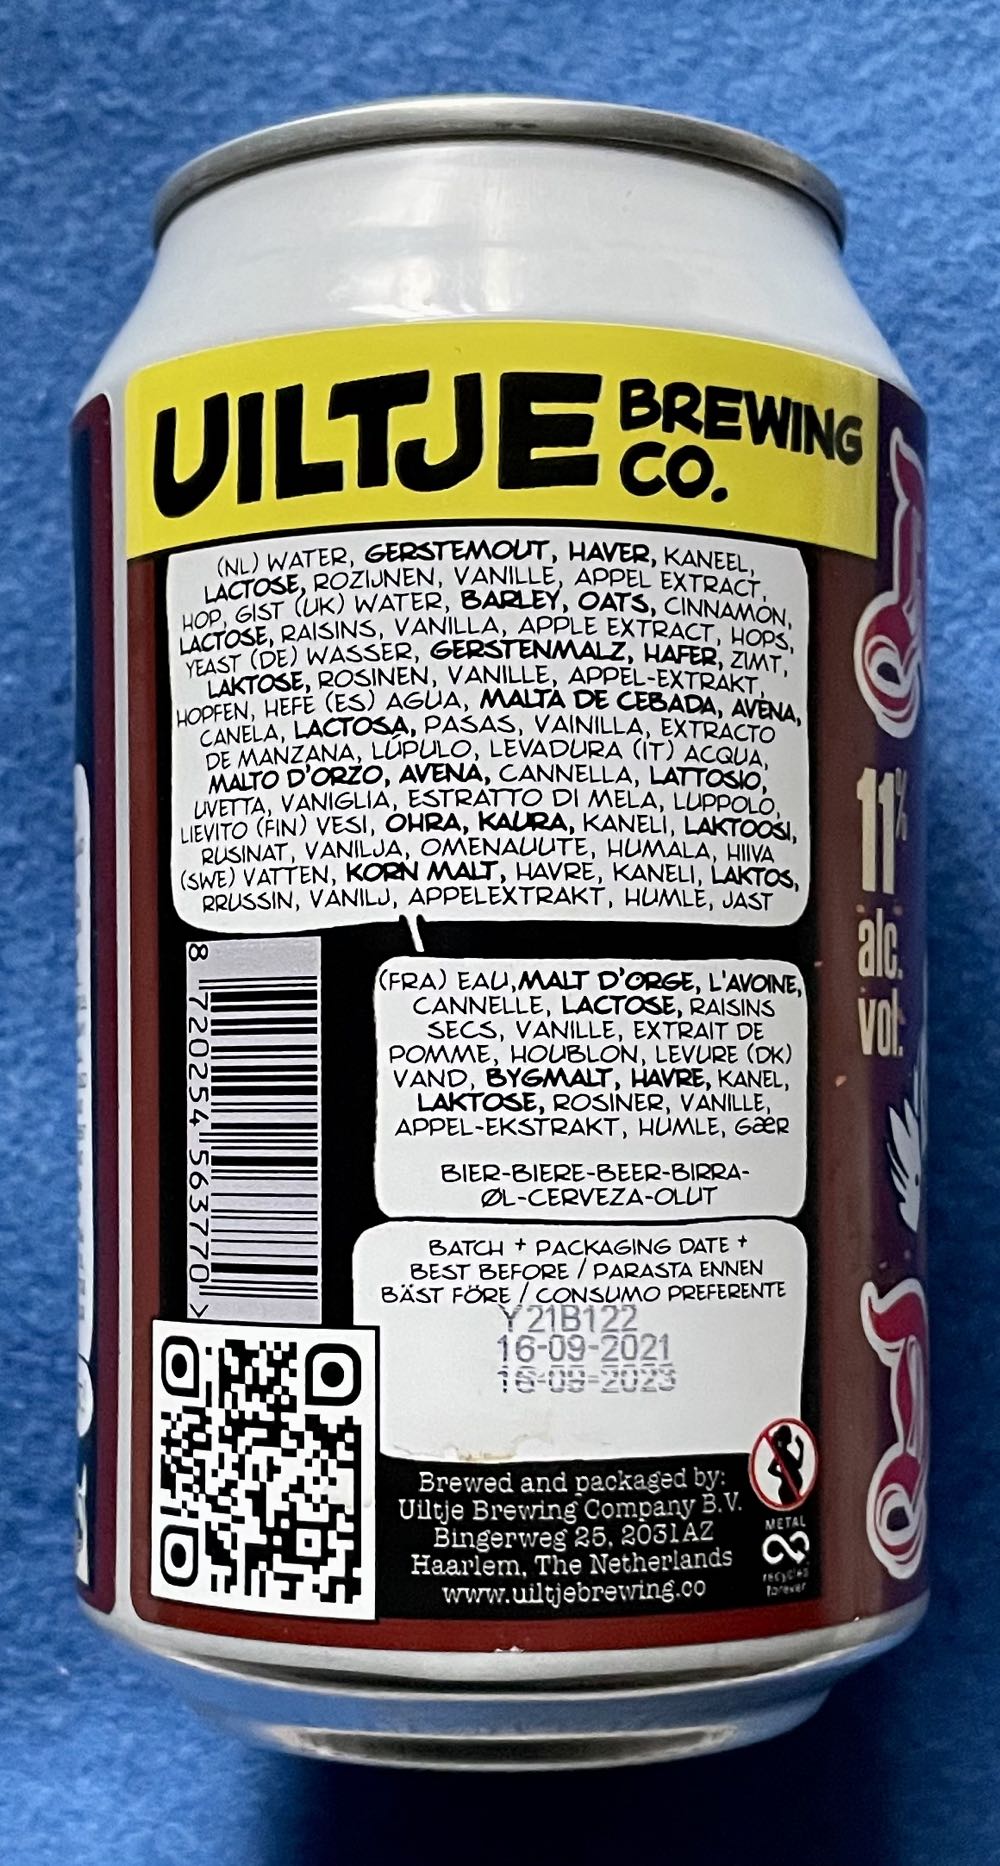 UILTJE BREWING CO.
(NL) WATER, GERSTEMOUT, HAVER, KANEEL,
LACTOSE, ROZIJNEN, VANILLE, APPEL EXTRACT,
HOP, GIST (UK) WATER, BARLEY, OATS, CINNAMON,
LACTOSE, RAISINS, VANILLA, APPLE EXTRACT, HOPS,
YEAST (DE) WASSER, GERSTENMALZ, HAFER, ZIMT,
LAKTOSE, ROSINEN, VANILLE, APPEL-EXTRAKT,
HOPFEN, HEFE (ES) AGUA, MALTA DE CEBADA, AVENA,
CANELA, LACTOSA, PASAS, VAINILLA, EXTRACTO
DE MANZANA, LÚPULO, LEVADURA (IT) ACQUA,
MALTO D'ORZO, AVENA, CANNELLA, LATTOSIO,
UVETTA, VANIGLIA, ESTRATTO DI MELA, LUPPOLO,
LIEVITO (FIN) VESI, OHRA, KAURA, KANELI, LAKTOOSI,
RUSINAT, VANILJA, OMENAUUTE, HUMALA, HIIVA
(SWE) VATTEN, KORN MALT, HAVRE, KANELI, LAKTOS,
RRUSSIN, VANILJ, APPELEXTRAKT, HUMLE, JAST
(FRA) EAU, MALT D'ORGE, L'AVOINE,
CANNELLE, LACTOSE, RAISINS
SECS, VANILLE, EXTRAIT DE
POMME, HOUBLON, LEVURE (DK)
VAND, BYGMALT, HAVRE, KANEL,
LAKTOSE, ROSINER, VANILLE,
APPEL-EKSTRAKT, HUMLE, Gær
BIER-BIERE-BEER-BIRRA-
ØL-CERVEZA-OLUT
BATCH + PACKAGING DATE +
BEST BEFORE / PARASTA ENNEN
BÄST FÖRE / CONSUMO PREFERENTE
Y21B122
16-09-2021
16-09-2023
8 720254 563770 >
Brewed and packaged by:
Uiltje Brewing Company B.V.
Bingerweg 25, 2031AZ
Haarlem, The Netherlands
www.uiltjebrewing.co
METAL
recycles
forever
11%
alc.
vol.